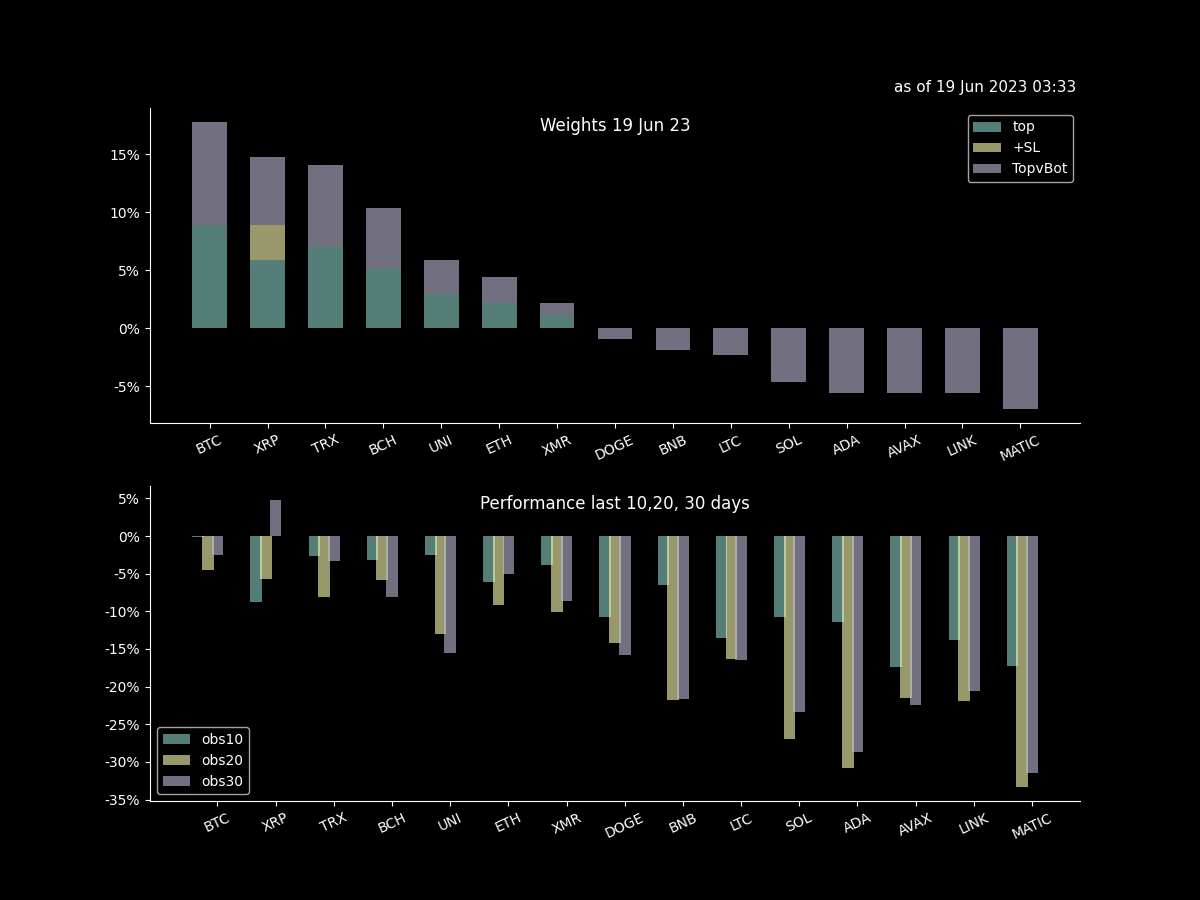 as of 19 Jun 2023 03:33
Weights 19 Jun 23
top
+SL
TopvBot
15%
10%
5%
0%
-5%
BTC XRP TRX BCH UNI ETH XMR DOGE BNB LTC SOL ADA AVAX LINK MATIC
Performance last 10,20, 30 days
5%
0%
-5%
-10%
-15%
-20%
-25%
-30%
-35%
obs10
obs20
obs30
BTC XRP TRX BCH UNI ETH XMR DOGE BNB LTC SOL ADA AVAX LINK MATIC